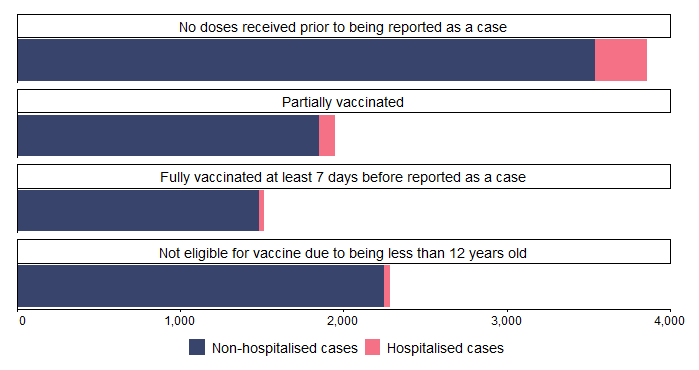 No doses received prior to being reported as a case
Partially vaccinated
Fully vaccinated at least 7 days before reported as a case
Not eligible for vaccine due to being less than 12 years old
0 1,000 2,000 3,000 4,000
Non-hospitalised cases Hospitalised cases